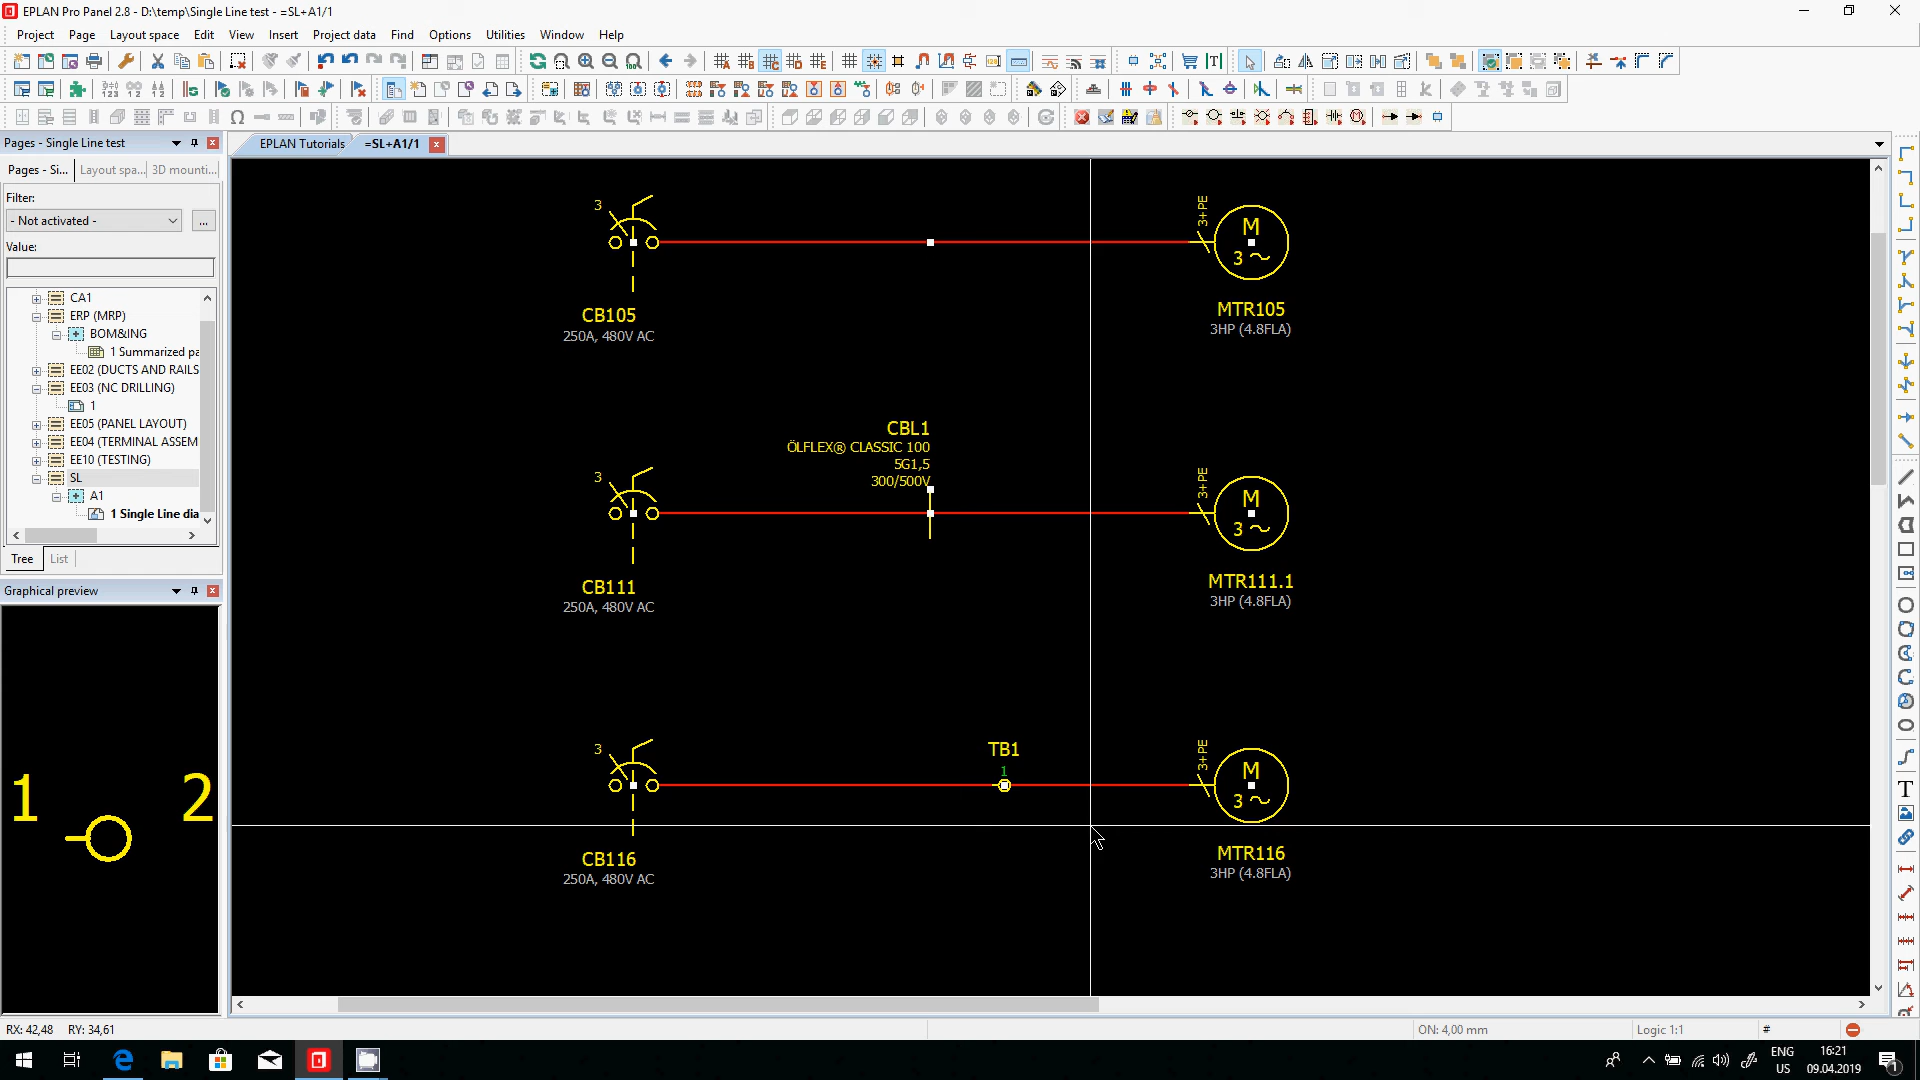 EPLAN Pro Panel 2.8 - D:\temp\Single Line test - =SL+A1/1
Project Page Layout space Edit View Insert Project data Find Options Utilities Window Help
Pages - Single Line test
EPLAN Tutorials =SL+A1/1
Pages - Si... Layout spa... 3D mounti...
Filter:
- Not activated - ...
Value:
CA1
ERP (MRP)
BOM&ING
1 Summarized pa
EE02 (DUCTS AND RAILS
EE03 (NC DRILLING)
1
EE05 (PANEL LAYOUT)
EE04 (TERMINAL ASSEM
EE10 (TESTING)
SL
A1
1 Single Line dia
Tree List
Graphical preview
1 2
3
CB105
250A, 480V AC
3+PE
M
3
MTR105
3HP (4.8FLA)
CBL1
ÖLFLEX® CLASSIC 100
5G1,5
300/500V
3
CB111
250A, 480V AC
3+PE
M
3
MTR111.1
3HP (4.8FLA)
3
CB116
250A, 480V AC
TB1
1
3+PE
M
3
MTR116
3HP (4.8FLA)
RX: 42,48 RY: 34,61 ON: 4,00 mm Logic 1:1 #
ENG
US
16:21
09.04.2019
1